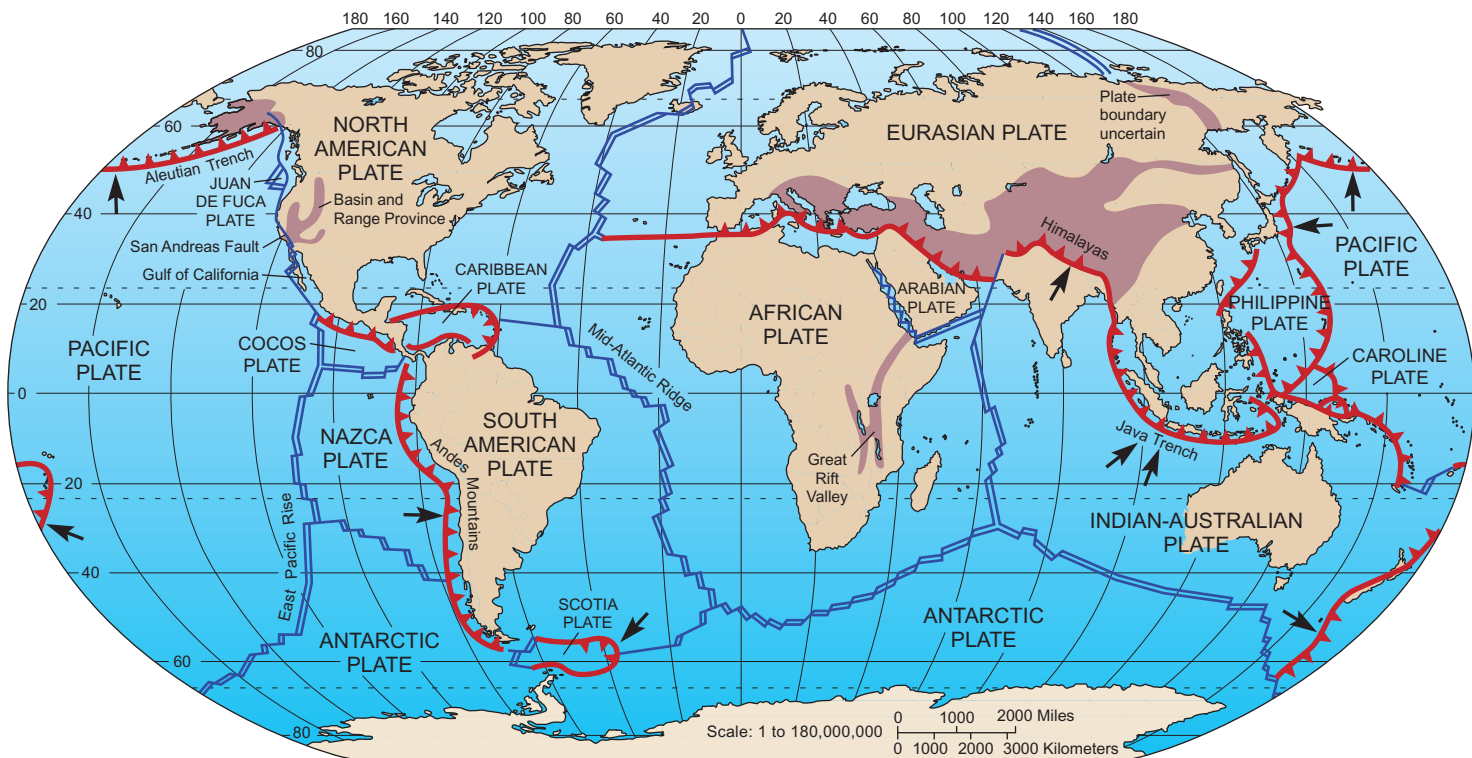 180 160 140 120 100 80 60 40 20 0 20 40 60 80 100 120 140 160 180
80
60
40
20
0
20
40
60
80
NORTH
AMERICAN
PLATE
Aleutian Trench
JUAN
DE FUCA
PLATE
Basin and
Range Province
San Andreas Fault
Gulf of California
CARIBBEAN
PLATE
COCOS
PLATE
PACIFIC
PLATE
NAZCA
PLATE
SOUTH
AMERICAN
PLATE
Andes
Mountains
East Pacific Rise
ANTARCTIC
PLATE
SCOTIA
PLATE
Mid-Atlantic Ridge
EURASIAN PLATE
Plate
boundary
uncertain
Himalayas
ARABIAN
PLATE
AFRICAN
PLATE
Great
Rift
Valley
PACIFIC
PLATE
PHILIPPINE
PLATE
CAROLINE
PLATE
Java Trench
INDIAN-AUSTRALIAN
PLATE
ANTARCTIC
PLATE
Scale: 1 to 180,000,000
0 1000 2000 Miles
0 1000 2000 3000 Kilometers